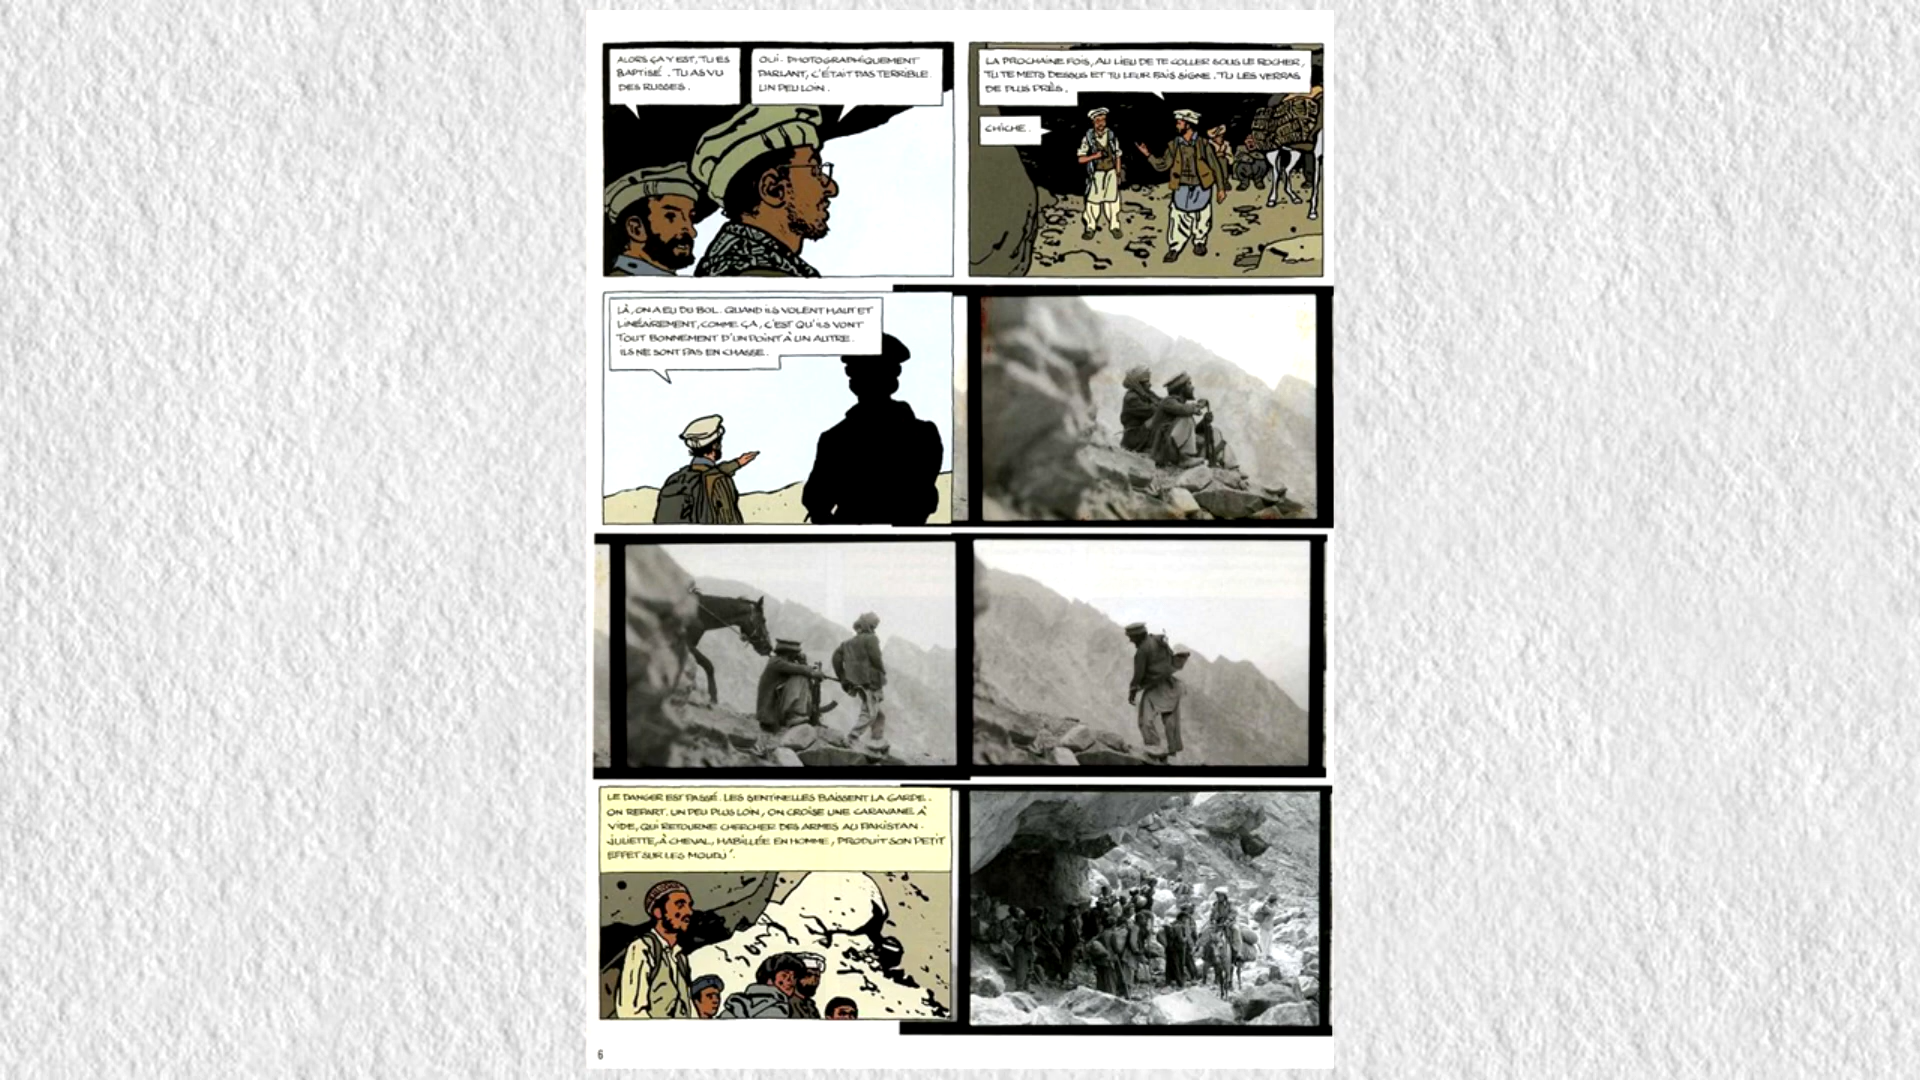 ALORS ÇA Y EST, TU ES
BAPTISÉ. TU AS VU
DES RUSSES.
OUI. PHOTOGRAPHIQUEMENT
PARLANT, C'ÉTAIT PAS TERRIBLE.
UN PEU LOIN.
LA PROCHAINE FOIS, AU LIEU DE TE COLLER SOUS LE ROCHER,
TU TE METS DESSUS ET TU LEUR FAIS SIGNE. TU LES VERRAS
DE PLUS PRÈS.
CHICHE.
LÀ, ON A EU DU BOL. QUAND ILS VOLENT HAUT ET
LINÉAIREMENT, COMME ÇA, C'EST QU'ILS VONT
TOUT BONNEMENT D'UN POINT À UN AUTRE.
ILS NE SONT PAS EN CHASSE.
LE DANGER EST PASSÉ. LES SENTINELLES BAISSENT LA GARDE.
ON REPART. UN PEU PLUS LOIN, ON CROISE UNE CARAVANE À
VIDE, QUI RETOURNE CHERCHER DES ARMES AU PAKISTAN.
JULIETTE, À CHEVAL, HABILLÉE EN HOMME, PRODUIT SON PETIT
EFFET SUR LES MOUDJ'.
6